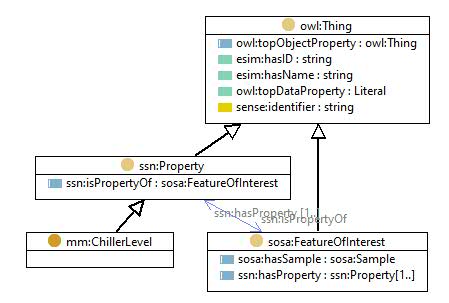 owl:Thing
owl:topObjectProperty : owl:Thing
esim:hasID : string
esim:hasName : string
owl:topDataProperty : Literal
sense:identifier : string
ssn:Property
ssn:isPropertyOf : sosa:FeatureOfInterest
ssn:hasProperty [1..]
ssn:isPropertyOf
mm:ChillerLevel
sosa:FeatureOfInterest
sosa:hasSample : sosa:Sample
ssn:hasProperty : ssn:Property[1..]